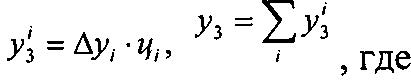 y₃ⁱ = Δyᵢ · цᵢ, y₃ = ∑ᵢ y₃ⁱ , где